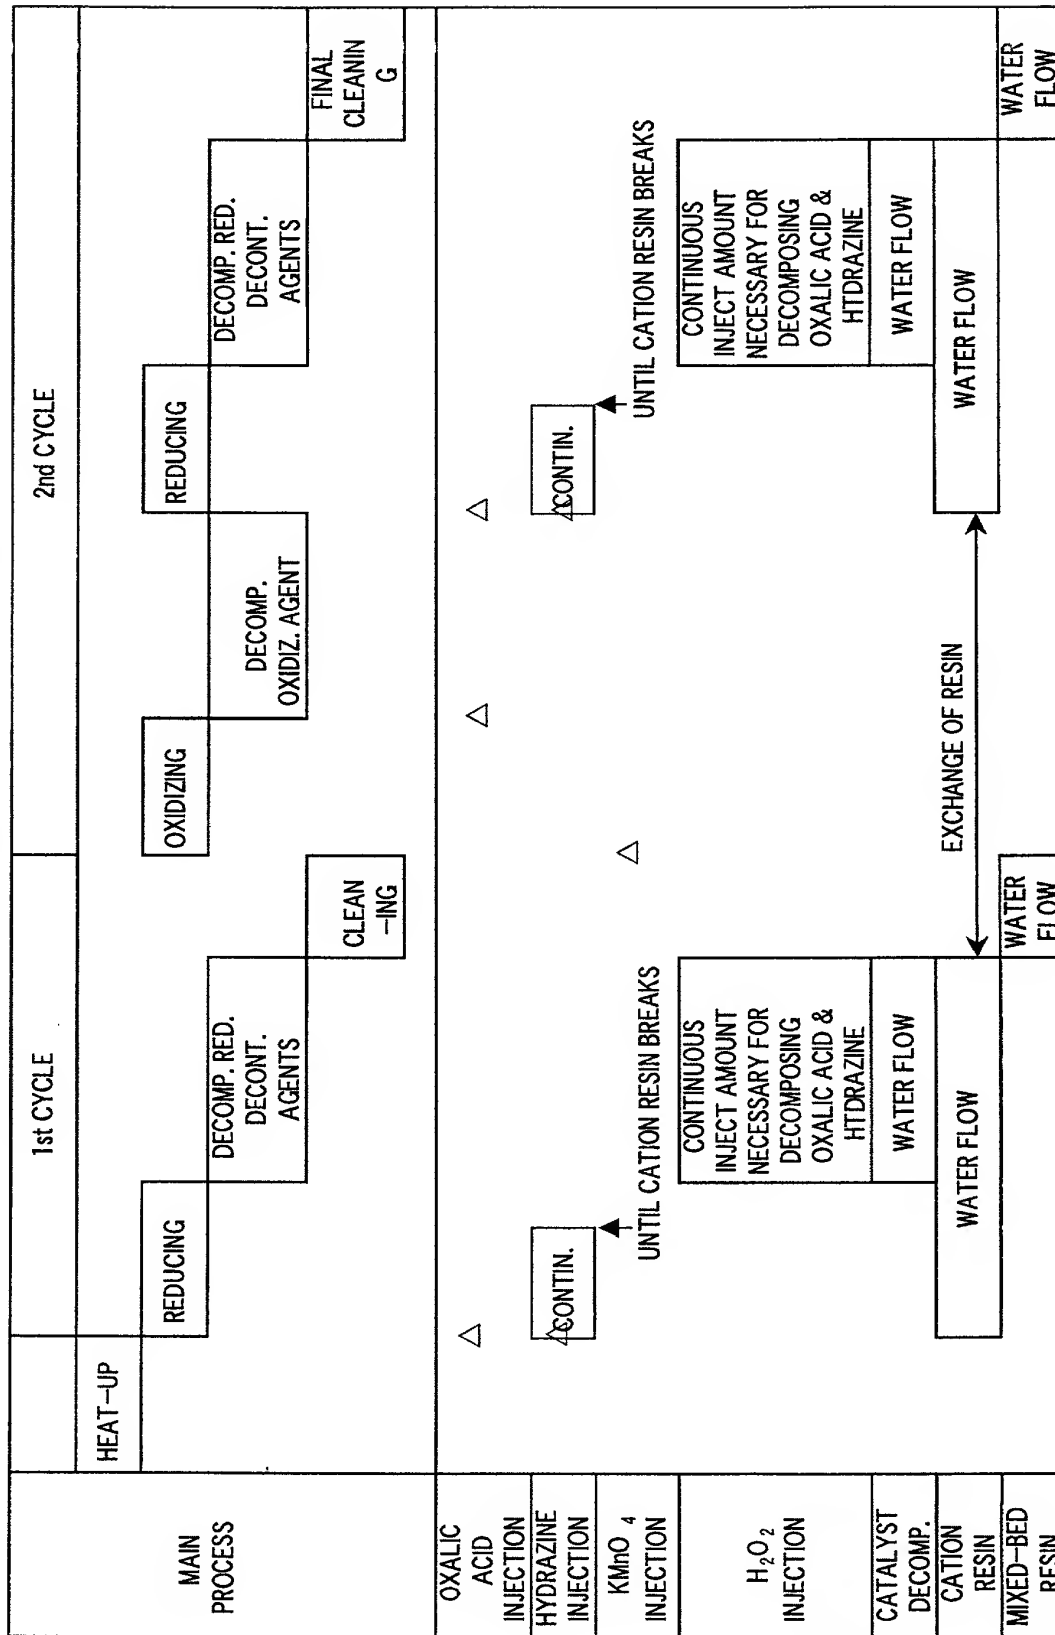 1st CYCLE
2nd CYCLE
MAIN
PROCESS
HEAT-UP
REDUCING
DECOMP. RED.
DECONT.
AGENTS
CLEAN
-ING
OXIDIZING
DECOMP.
OXIDIZ. AGENT
REDUCING
DECOMP. RED.
DECONT.
AGENTS
FINAL
CLEANIN
G
OXALIC
ACID
INJECTION
△
△
△
HYDRAZINE
INJECTION
△
CONTIN.
△
CONTIN.
KMnO4
INJECTION
UNTIL CATION RESIN BREAKS
△
UNTIL CATION RESIN BREAKS
H2O2
INJECTION
CONTINUOUS
INJECT AMOUNT
NECESSARY FOR
DECOMPOSING
OXALIC ACID &
HTDRAZINE
CONTINUOUS
INJECT AMOUNT
NECESSARY FOR
DECOMPOSING
OXALIC ACID &
HTDRAZINE
CATALYST
DECOMP.
WATER FLOW
WATER FLOW
CATION
RESIN
WATER FLOW
EXCHANGE OF RESIN
WATER FLOW
MIXED-BED
RESIN
WATER
FLOW
WATER
FLOW